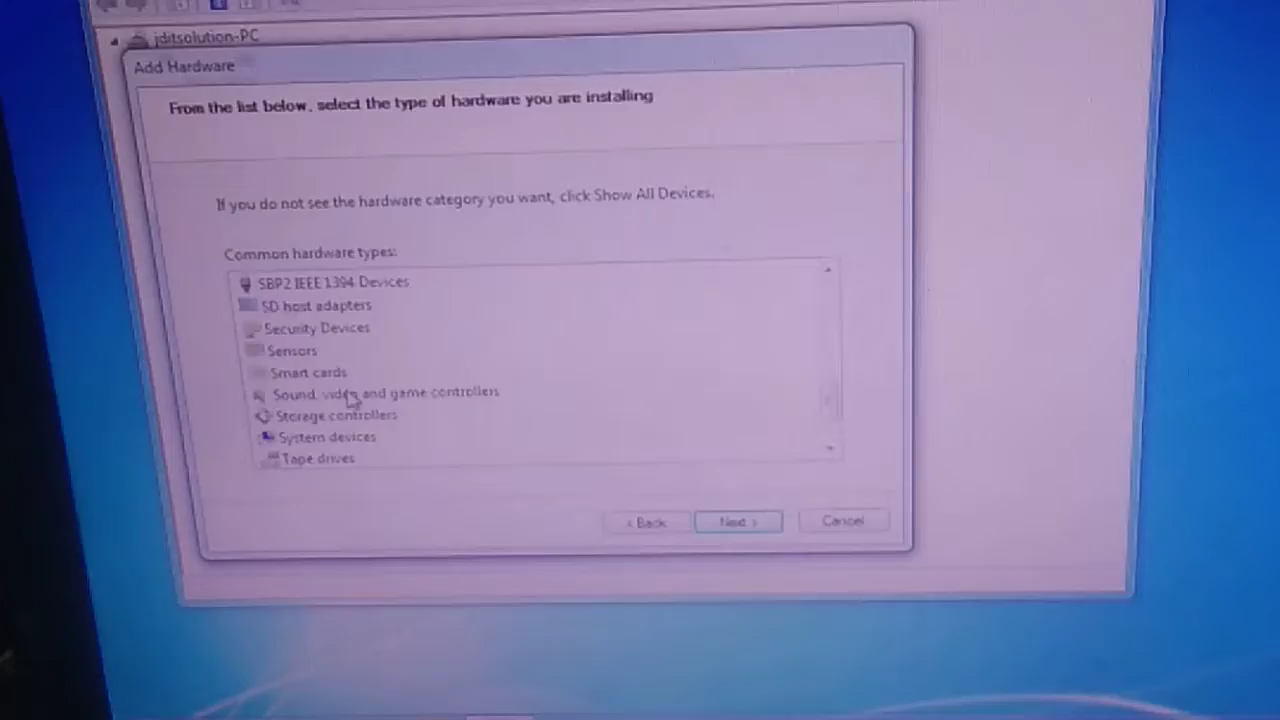 jditsolution-PC
Add Hardware
From the list below, select the type of hardware you are installing
If you do not see the hardware category you want, click Show All Devices.
Common hardware types:
SBP2 IEEE 1394 Devices
SD host adapters
Security Devices
Sensors
Smart cards
Sound, video and game controllers
Storage controllers
System devices
Tape drives
< Back
Next >
Cancel